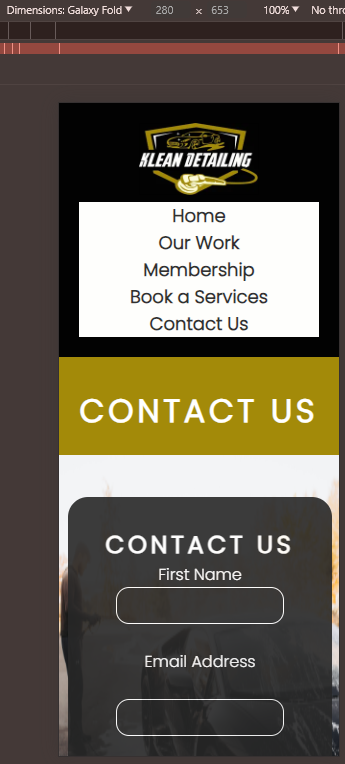 Dimensions: Galaxy Fold ▼ 280 x 653 100% ▼ No thro
KLEAN DETAILING
Home
Our Work
Membership
Book a Services
Contact Us
CONTACT US
CONTACT US
First Name
Email Address